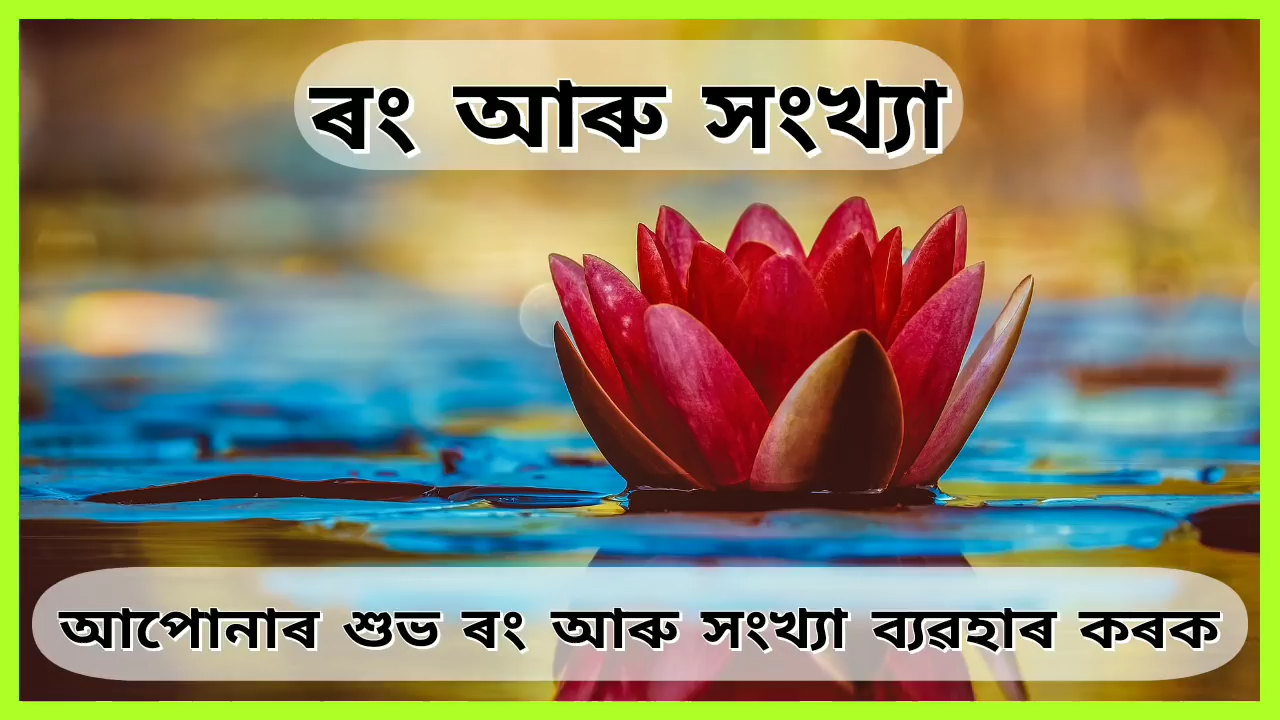 ৰং আৰু সংখ্যা
আপোনাৰ শুভ ৰং আৰু সংখ্যা ব্যৱহাৰ কৰক